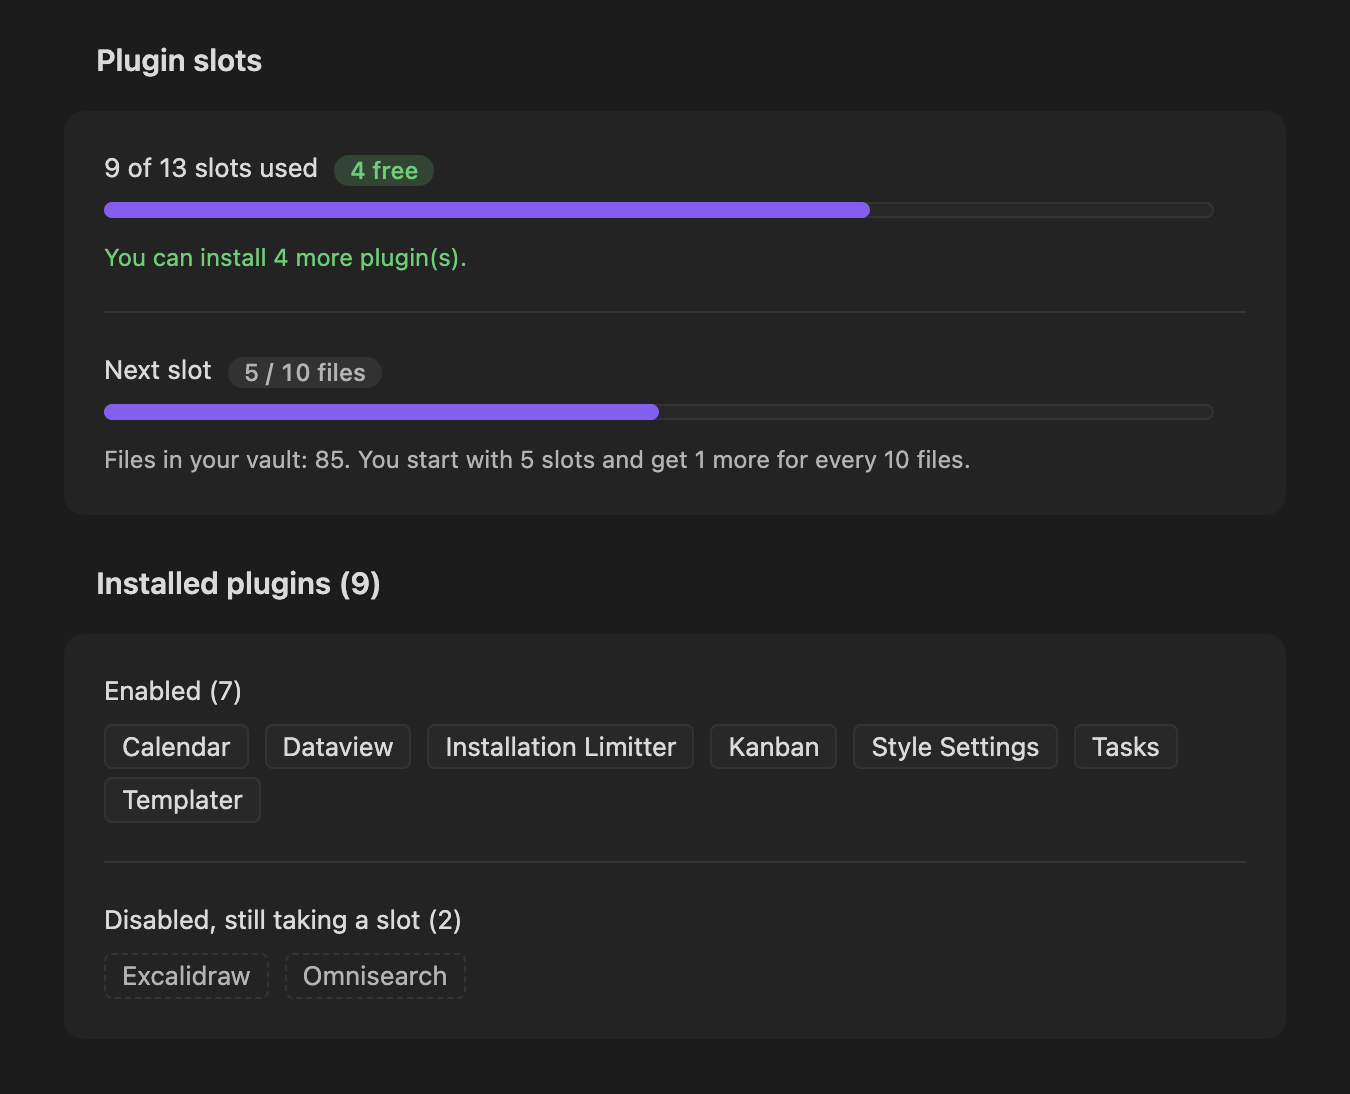 Plugin slots
9 of 13 slots used 4 free
You can install 4 more plugin(s).
Next slot 5 / 10 files
Files in your vault: 85. You start with 5 slots and get 1 more for every 10 files.
Installed plugins (9)
Enabled (7)
Calendar Dataview Installation Limitter Kanban Style Settings Tasks
Templater
Disabled, still taking a slot (2)
Excalidraw Omnisearch